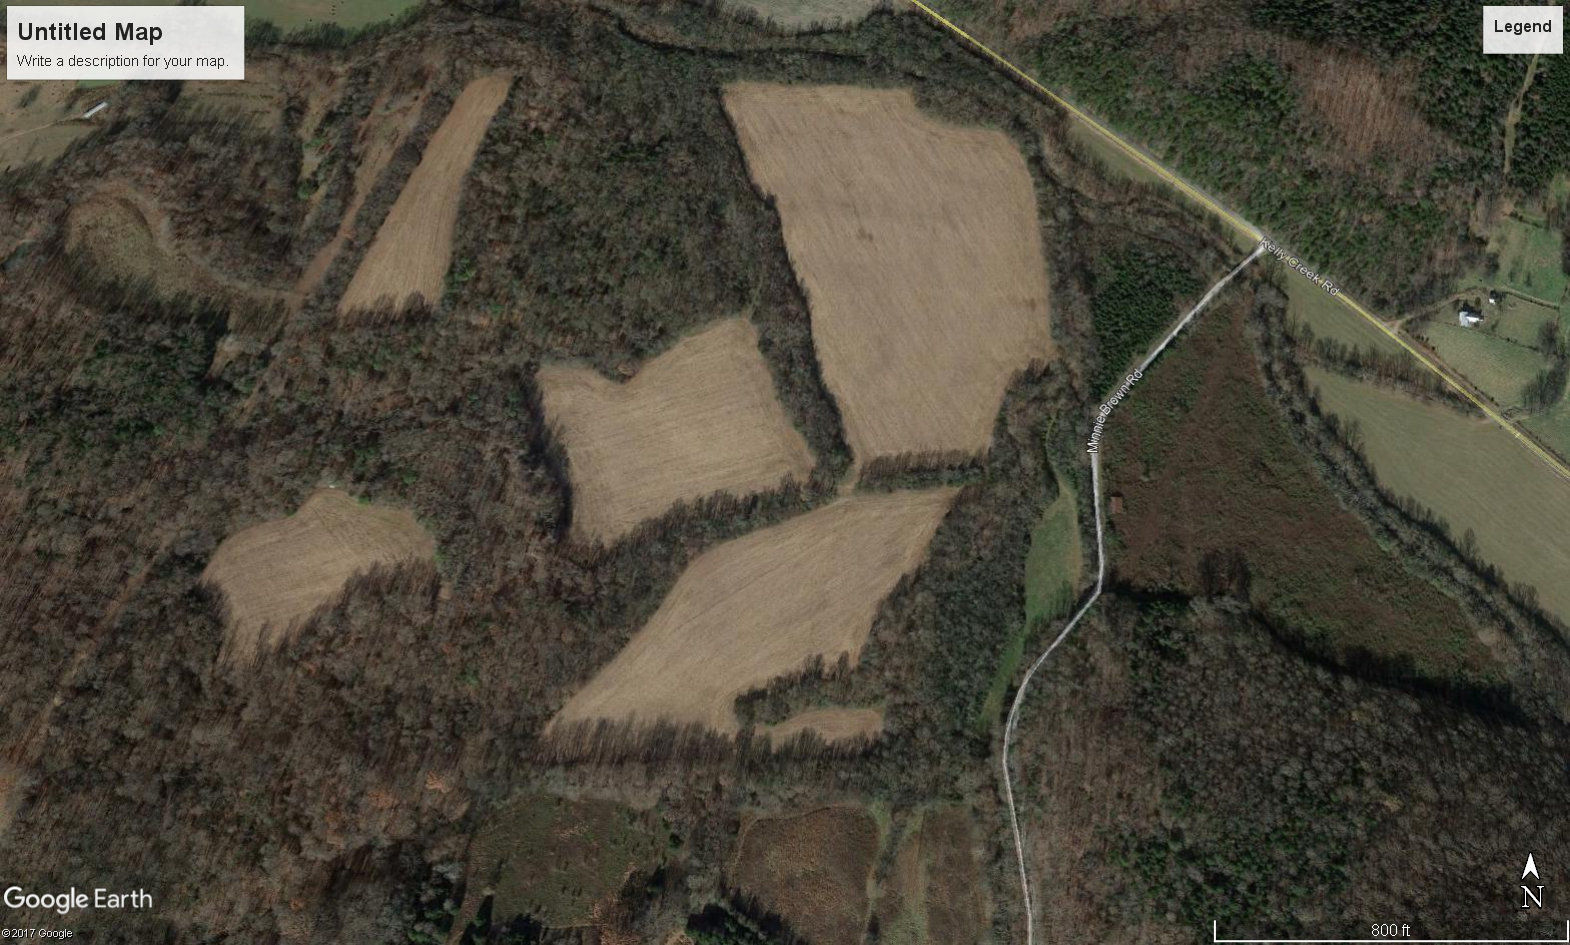 Untitled Map
Write a description for your map.
Legend
Kelly Creek Rd
Minnie Brown Rd
Google Earth
©2017 Google
N
800 ft